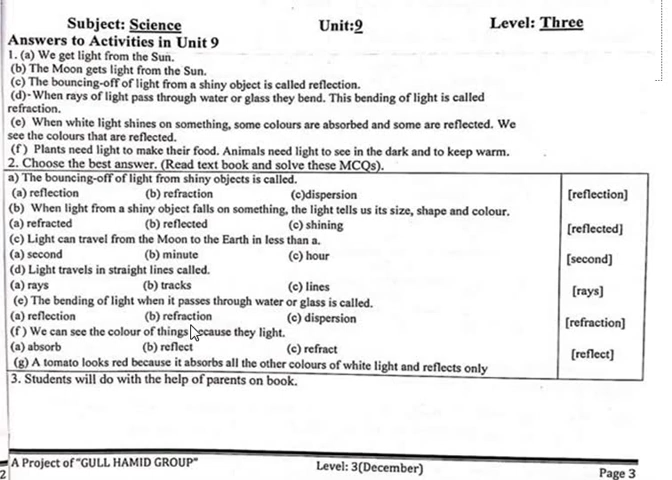 Subject: Science Unit:9 Level: Three
Answers to Activities in Unit 9
1. (a) We get light from the Sun.
(b) The Moon gets light from the Sun.
(c) The bouncing-off of light from a shiny object is called reflection.
(d)-When rays of light pass through water or glass they bend. This bending of light is called
refraction.
(e) When white light shines on something, some colours are absorbed and some are reflected. We
see the colours that are reflected.
(f) Plants need light to make their food. Animals need light to see in the dark and to keep warm.
2. Choose the best answer. (Read text book and solve these MCQs).
a) The bouncing-off of light from shiny objects is called.
(a) reflection (b) refraction (c)dispersion [reflection]
(b) When light from a shiny object falls on something, the light tells us its size, shape and colour.
(a) refracted (b) reflected (c) shining [reflected]
(c) Light can travel from the Moon to the Earth in less than a.
(a) second (b) minute (c) hour [second]
(d) Light travels in straight lines called.
(a) rays (b) tracks (c) lines [rays]
(e) The bending of light when it passes through water or glass is called.
(a) reflection (b) refraction (c) dispersion [refraction]
(f) We can see the colour of things because they light.
(a) absorb (b) reflect (c) refract [reflect]
(g) A tomato looks red because it absorbs all the other colours of white light and reflects only
3. Students will do with the help of parents on book.
2 A Project of "GULL HAMID GROUP" Level: 3(December) Page 3